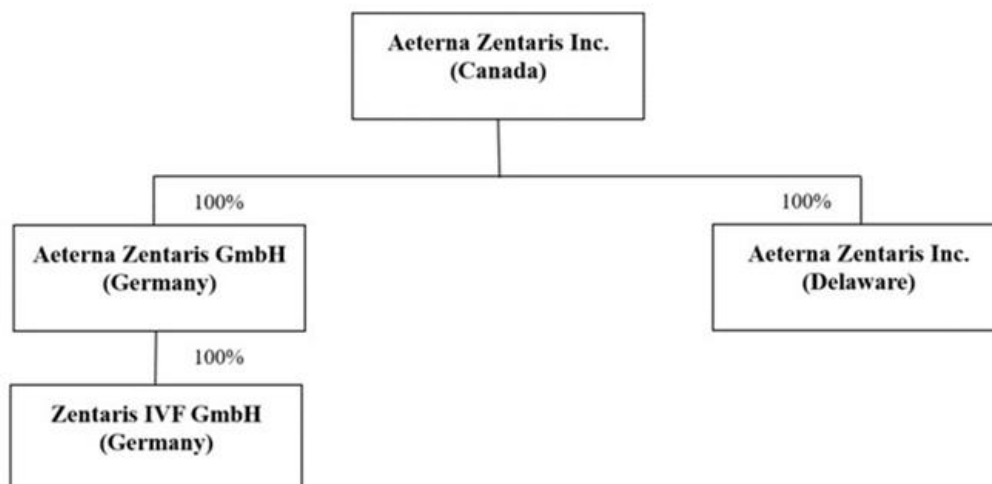 Aeterna Zentaris Inc.
(Canada)
100%
100%
Aeterna Zentaris GmbH
(Germany)
Aeterna Zentaris Inc.
(Delaware)
100%
Zentaris IVF GmbH
(Germany)